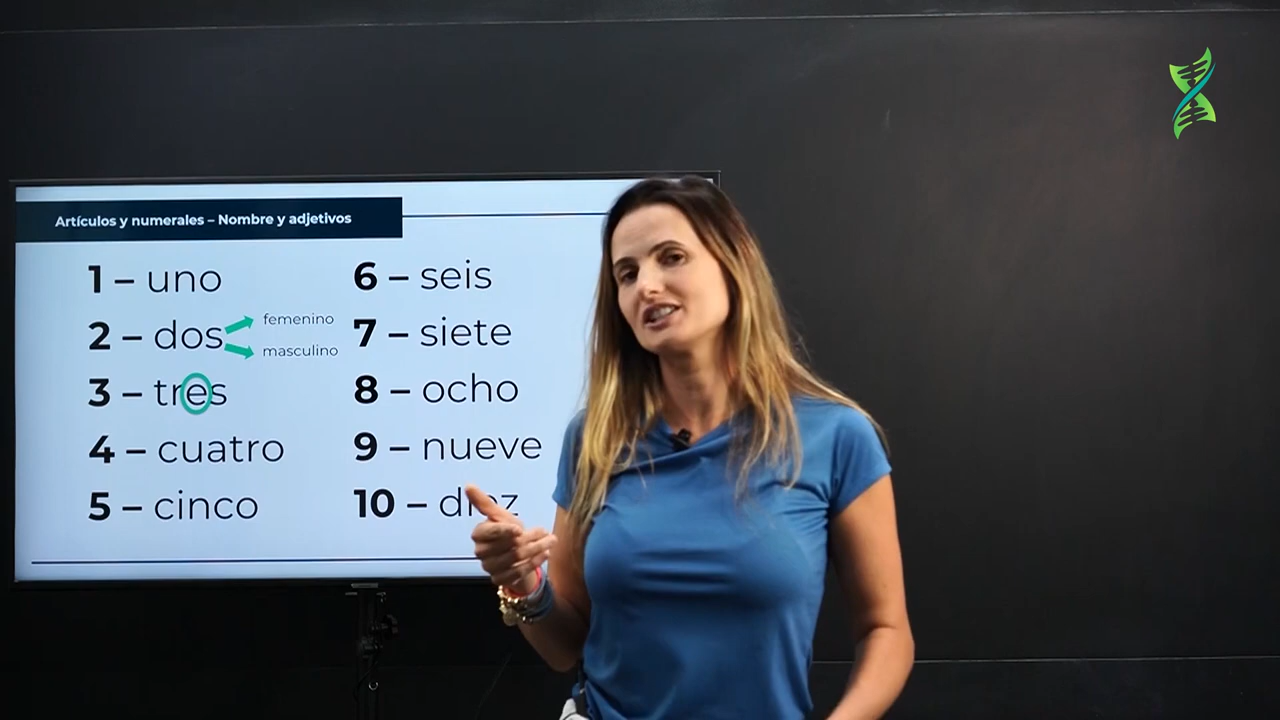 Artículos y numerales – Nombre y adjetivos
1 – uno
2 – dos
femenino
masculino
3 – tres
4 – cuatro
5 – cinco
6 – seis
7 – siete
8 – ocho
9 – nueve
10 – diez